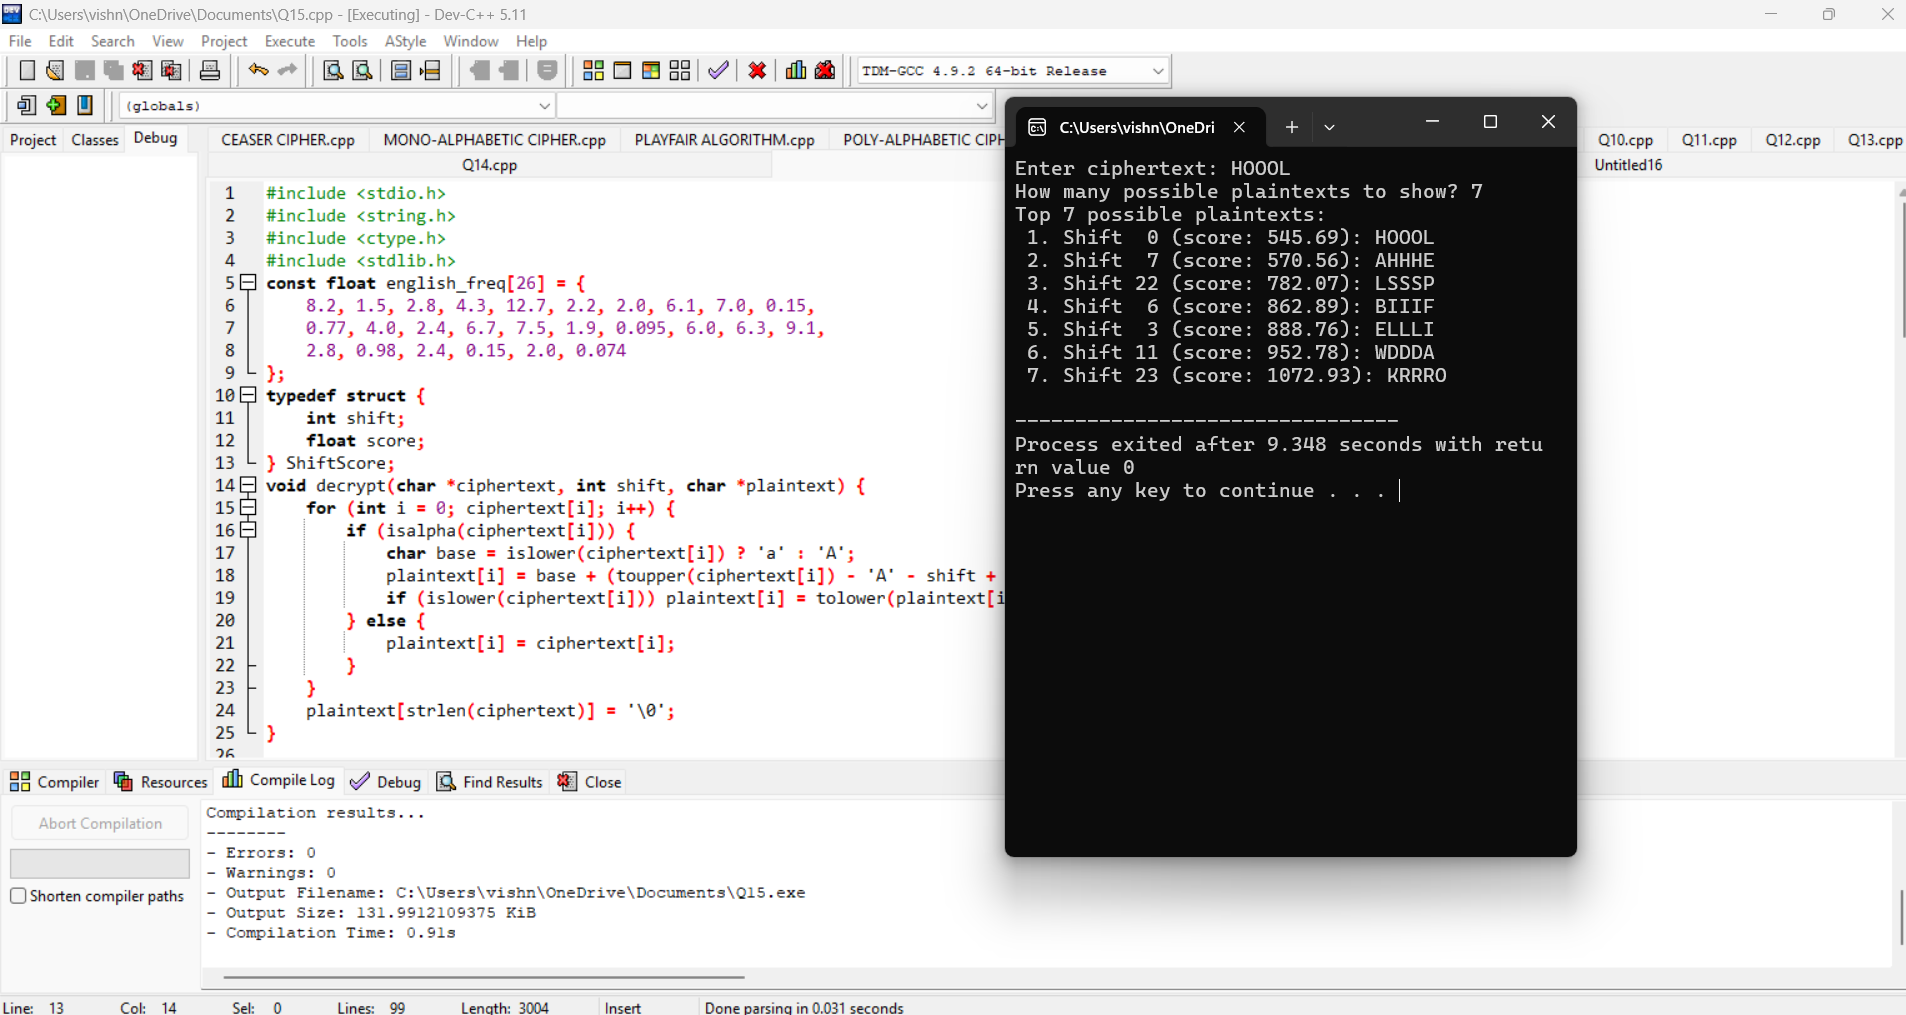 C:\Users\vishn\OneDrive\Documents\Q15.cpp - [Executing] - Dev-C++ 5.11
File Edit Search View Project Execute Tools AStyle Window Help
TDM-GCC 4.9.2 64-bit Release
(globals)
Project Classes Debug
CEASER CIPHER.cpp MONO-ALPHABETIC CIPHER.cpp PLAYFAIR ALGORITHM.cpp POLY-ALPHABETIC CIPH
Q10.cpp Q11.cpp Q12.cpp Q13.cpp
Q14.cpp
Untitled16
1 #include <stdio.h>
2 #include <string.h>
3 #include <ctype.h>
4 #include <stdlib.h>
5 const float english_freq[26] = {
6 8.2, 1.5, 2.8, 4.3, 12.7, 2.2, 2.0, 6.1, 7.0, 0.15,
7 0.77, 4.0, 2.4, 6.7, 7.5, 1.9, 0.095, 6.0, 6.3, 9.1,
8 2.8, 0.98, 2.4, 0.15, 2.0, 0.074
9 };
10 typedef struct {
11 int shift;
12 float score;
13 } ShiftScore;
14 void decrypt(char *ciphertext, int shift, char *plaintext) {
15 for (int i = 0; ciphertext[i]; i++) {
16 if (isalpha(ciphertext[i])) {
17 char base = islower(ciphertext[i]) ? 'a' : 'A';
18 plaintext[i] = base + (toupper(ciphertext[i]) - 'A' - shift +
19 if (islower(ciphertext[i])) plaintext[i] = tolower(plaintext[i
20 } else {
21 plaintext[i] = ciphertext[i];
22 }
23 }
24 plaintext[strlen(ciphertext)] = '\0';
25 }
26
C:\Users\vishn\OneDri
Enter ciphertext: HOOOL
How many possible plaintexts to show? 7
Top 7 possible plaintexts:
1. Shift 0 (score: 545.69): HOOOL
2. Shift 7 (score: 570.56): AHHHE
3. Shift 22 (score: 782.07): LSSSP
4. Shift 6 (score: 862.89): BIIIF
5. Shift 3 (score: 888.76): ELLLI
6. Shift 11 (score: 952.78): WDDDA
7. Shift 23 (score: 1072.93): KRRRO
--------------------------------
Process exited after 9.348 seconds with retu
rn value 0
Press any key to continue . . .
Compiler Resources Compile Log Debug Find Results Close
Abort Compilation
Shorten compiler paths
Compilation results...
--------
- Errors: 0
- Warnings: 0
- Output Filename: C:\Users\vishn\OneDrive\Documents\Q15.exe
- Output Size: 131.9912109375 KiB
- Compilation Time: 0.91s
Line: 13 Col: 14 Sel: 0 Lines: 99 Length: 3004 Insert Done parsing in 0.031 seconds